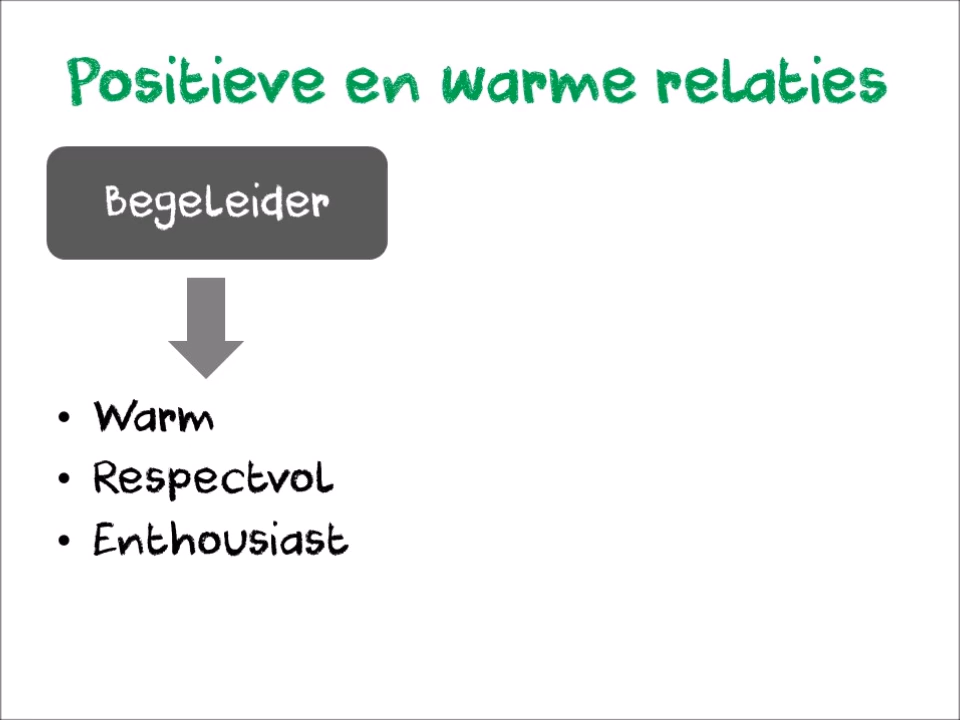 Positieve en warme relaties
Begeleider
• Warm
• Respectvol
• Enthousiast